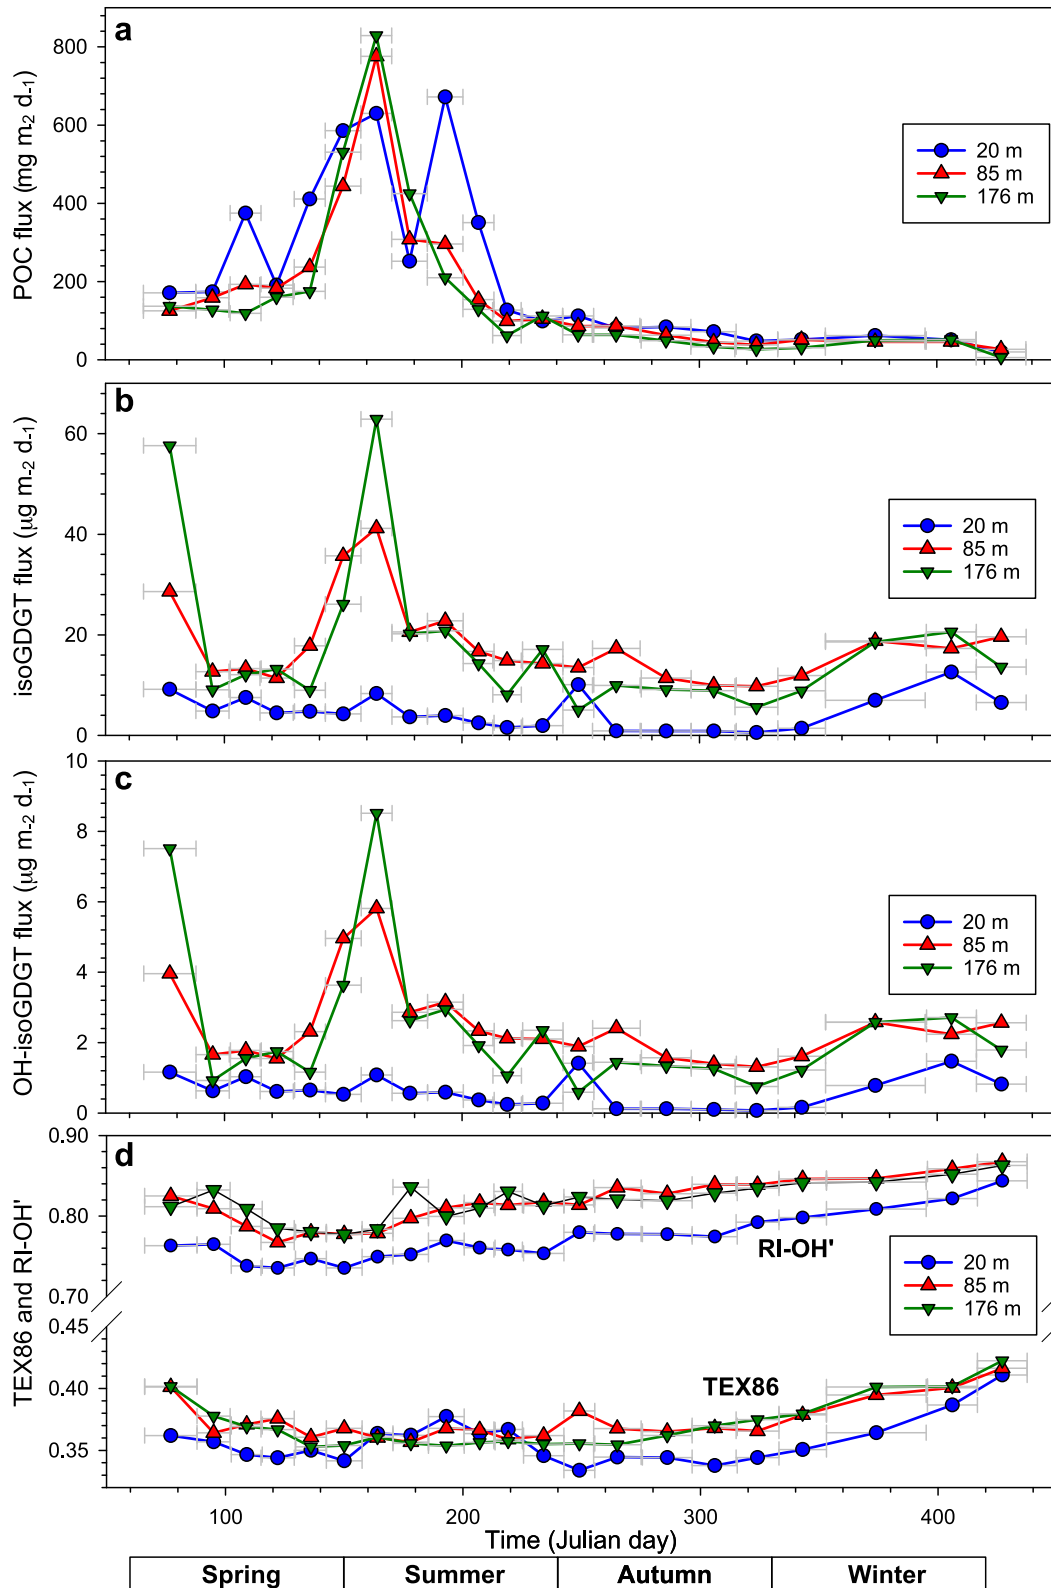 a
POC flux (mg m-2 d-1)
800
600
400
200
0
20 m
85 m
176 m
b
isoGDGT flux (µg m-2 d-1)
60
40
20
0
20 m
85 m
176 m
c
OH-isoGDGT flux (µg m-2 d-1)
10
8
6
4
2
0
20 m
85 m
176 m
d
TEX86 and RI-OH'
0.90
0.80
0.70
0.45
0.40
0.35
RI-OH'
20 m
85 m
176 m
TEX86
100 200 300 400
Time (Julian day)
Spring Summer Autumn Winter